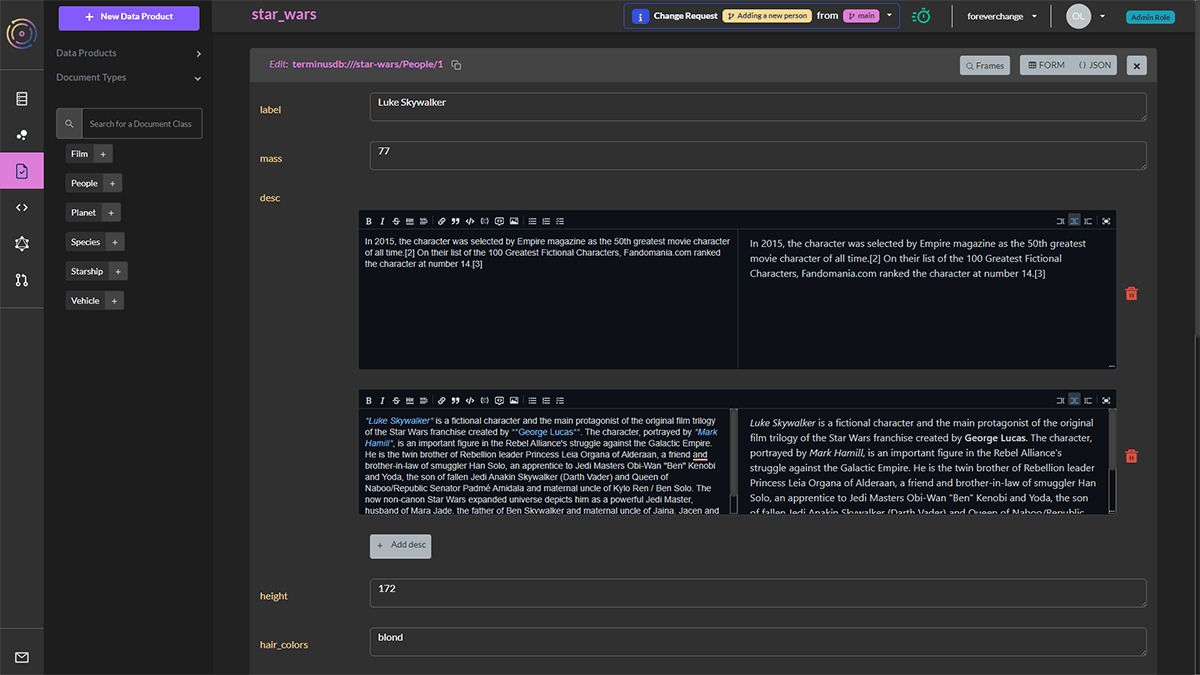 New Data Product
star_wars
Change Request
Adding a new person
from
main
foreverchange
OL
Admin Role
Data Products
Document Types
Search for a Document Class
Film +
People +
Planet +
Species +
Starship +
Vehicle +
Edit: terminusdb:///star-wars/People/1
Frames
FORM
{} JSON
label
Luke Skywalker
mass
77
desc
In 2015, the character was selected by Empire magazine as the 50th greatest movie character
of all time.[2] On their list of the 100 Greatest Fictional Characters, Fandomania.com ranked
the character at number 14.[3]
In 2015, the character was selected by Empire magazine as the 50th greatest
movie character of all time.[2] On their list of the 100 Greatest Fictional
Characters, Fandomania.com ranked the character at number 14.[3]
*Luke Skywalker* is a fictional character and the main protagonist of the original film trilogy
of the Star Wars franchise created by **George Lucas**. The character, portrayed by *Mark
Hamill*, is an important figure in the Rebel Alliance's struggle against the Galactic Empire.
He is the twin brother of Rebellion leader Princess Leia Organa of Alderaan, a friend and
brother-in-law of smuggler Han Solo, an apprentice to Jedi Masters Obi-Wan "Ben" Kenobi
and Yoda, the son of fallen Jedi Anakin Skywalker (Darth Vader) and Queen of
Naboo/Republic Senator Padmé Amidala and maternal uncle of Kylo Ren / Ben Solo. The
now non-canon Star Wars expanded universe depicts him as a powerful Jedi Master,
husband of Mara Jade, the father of Ben Skywalker and maternal uncle of Jaina, Jacen and
Luke Skywalker is a fictional character and the main protagonist of the original
film trilogy of the Star Wars franchise created by George Lucas. The character,
portrayed by Mark Hamill, is an important figure in the Rebel Alliance's
struggle against the Galactic Empire. He is the twin brother of Rebellion leader
Princess Leia Organa of Alderaan, a friend and brother-in-law of smuggler Han
Solo, an apprentice to Jedi Masters Obi-Wan "Ben" Kenobi and Yoda, the son
of fallen Jedi Anakin Skywalker (Darth Vader) and Queen of Naboo/Republic
+ Add desc
height
172
hair_colors
blond